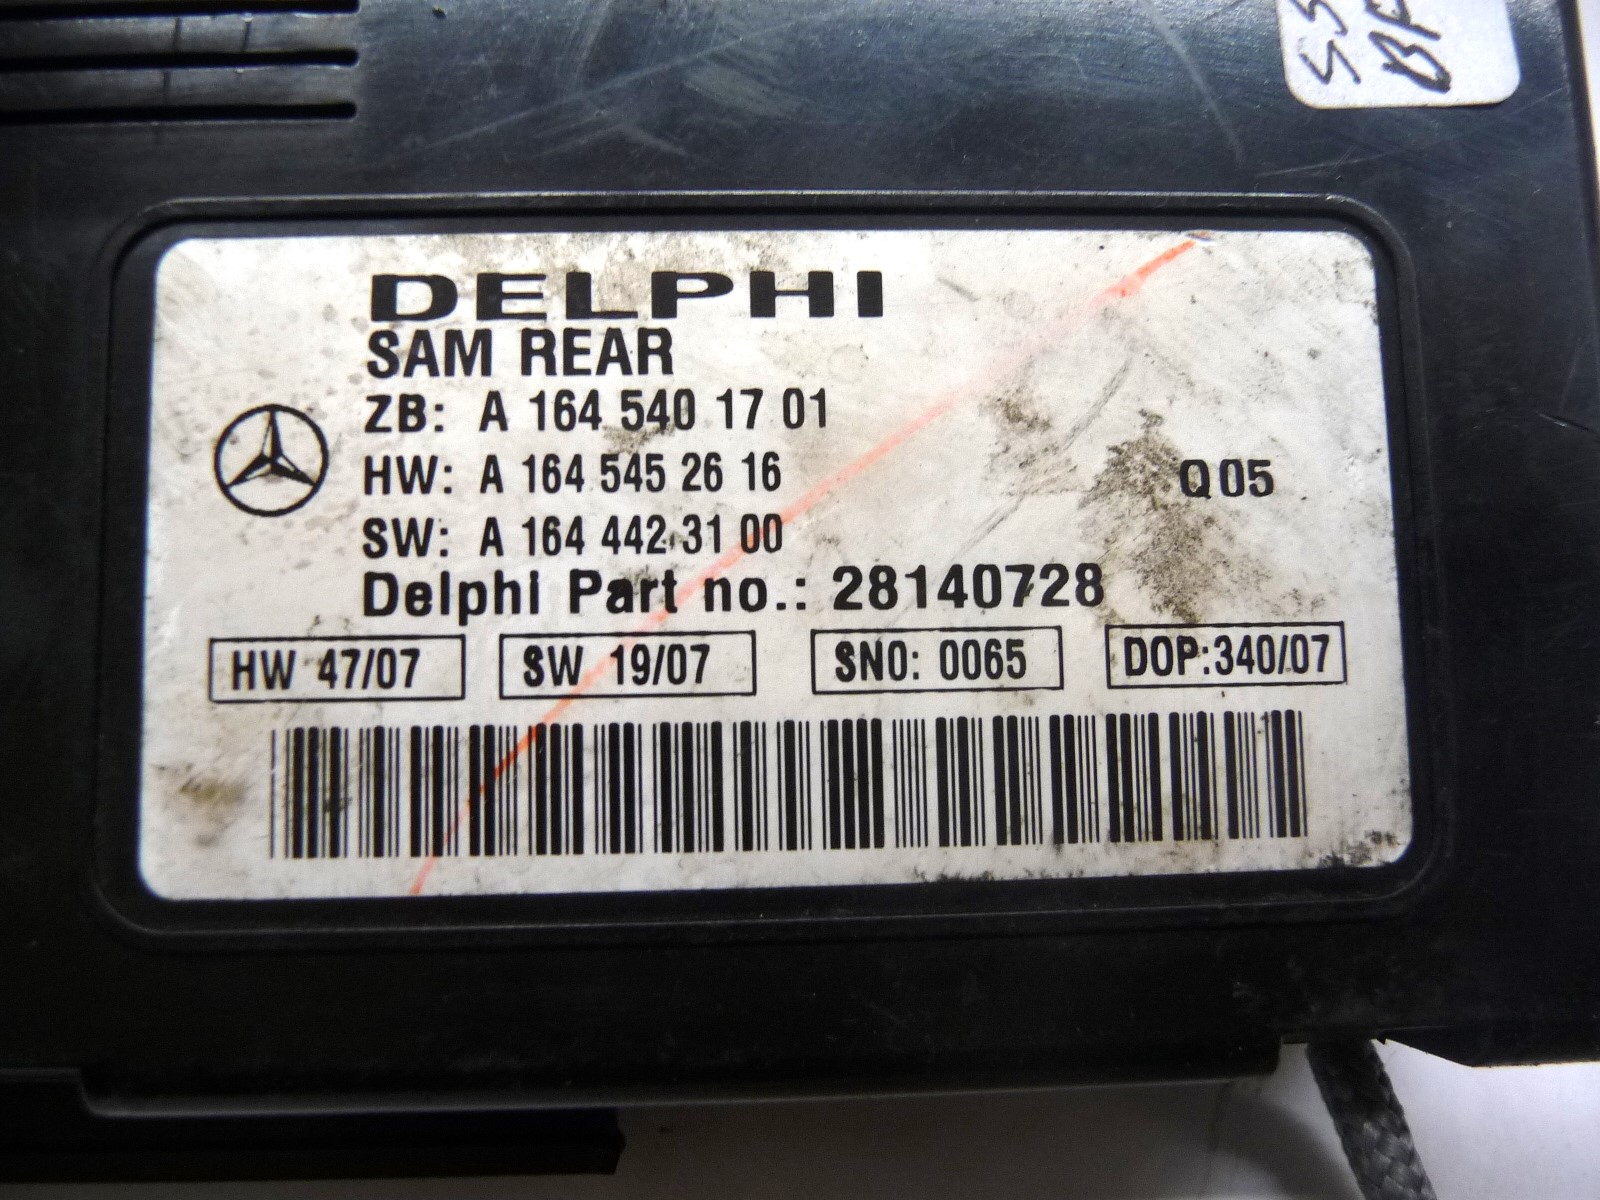 DELPHI
SAM REAR
ZB: A 164 540 17 01
HW: A 164 545 26 16
Q05
SW: A 164 442 31 00
Delphi Part no.: 28140728
HW 47/07
SW 19/07
SNO: 0065
DOP:340/07